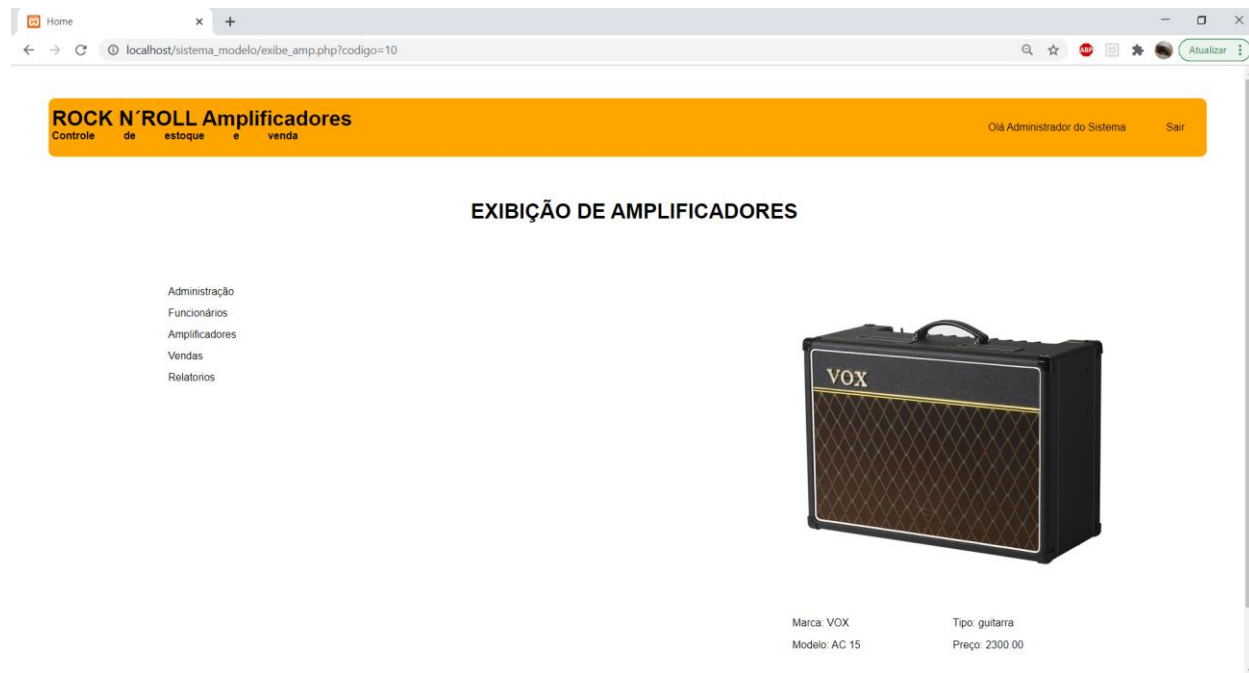 Home
localhost/sistema_modelo/exibe_amp.php?codigo=10
ABP
Atualizar
ROCK N´ROLL Amplificadores
Controle de estoque e venda
Olá Administrador do Sistema
Sair
EXIBIÇÃO DE AMPLIFICADORES
Administração
Funcionários
Amplificadores
Vendas
Relatorios
VOX
Marca: VOX
Tipo: guitarra
Modelo: AC 15
Preço: 2300.00